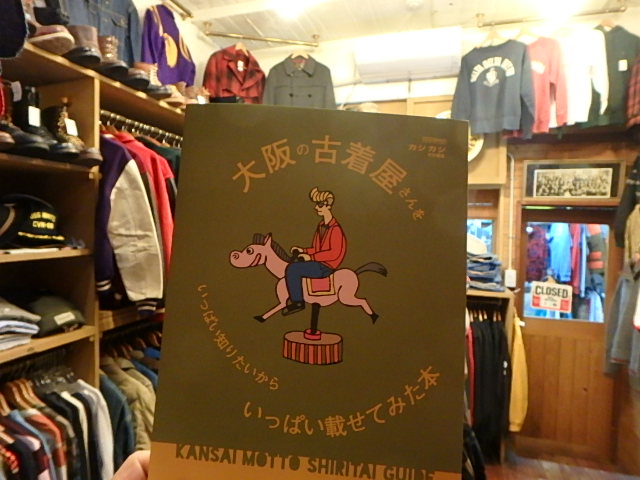 カジカジ
大阪の古着屋さんを
いっぱい知りたいから
いっぱい載せてみた本
KANSAI MOTTO SHIRITAI GUIDE
CLOSED